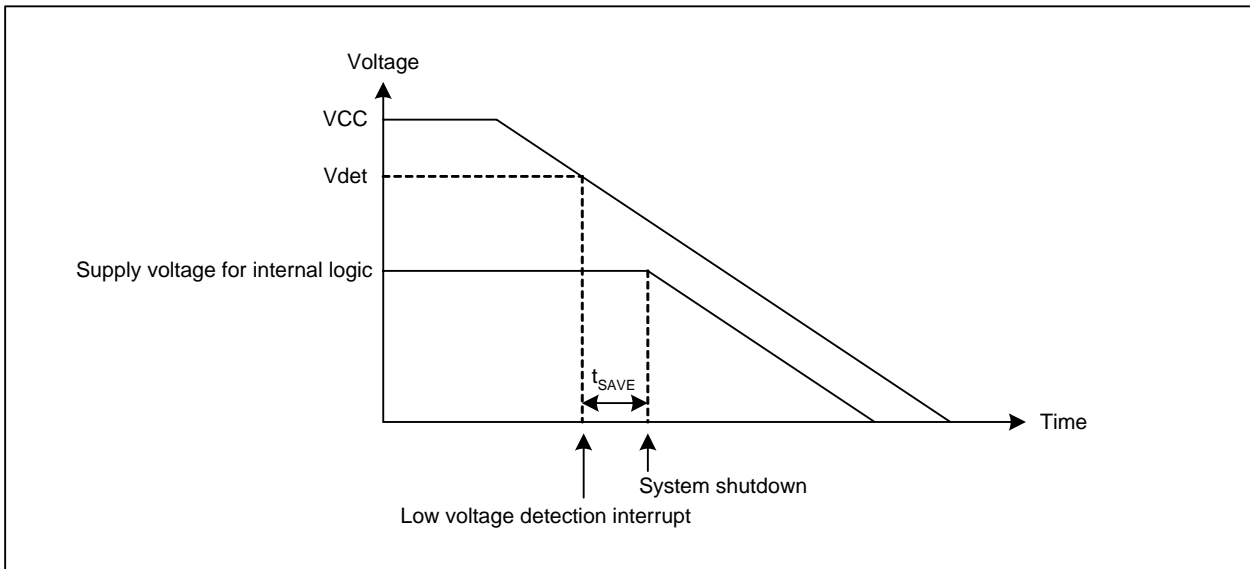 Voltage
VCC
Vdet
Supply voltage for internal logic
tSAVE
Time
System shutdown
Low voltage detection interrupt